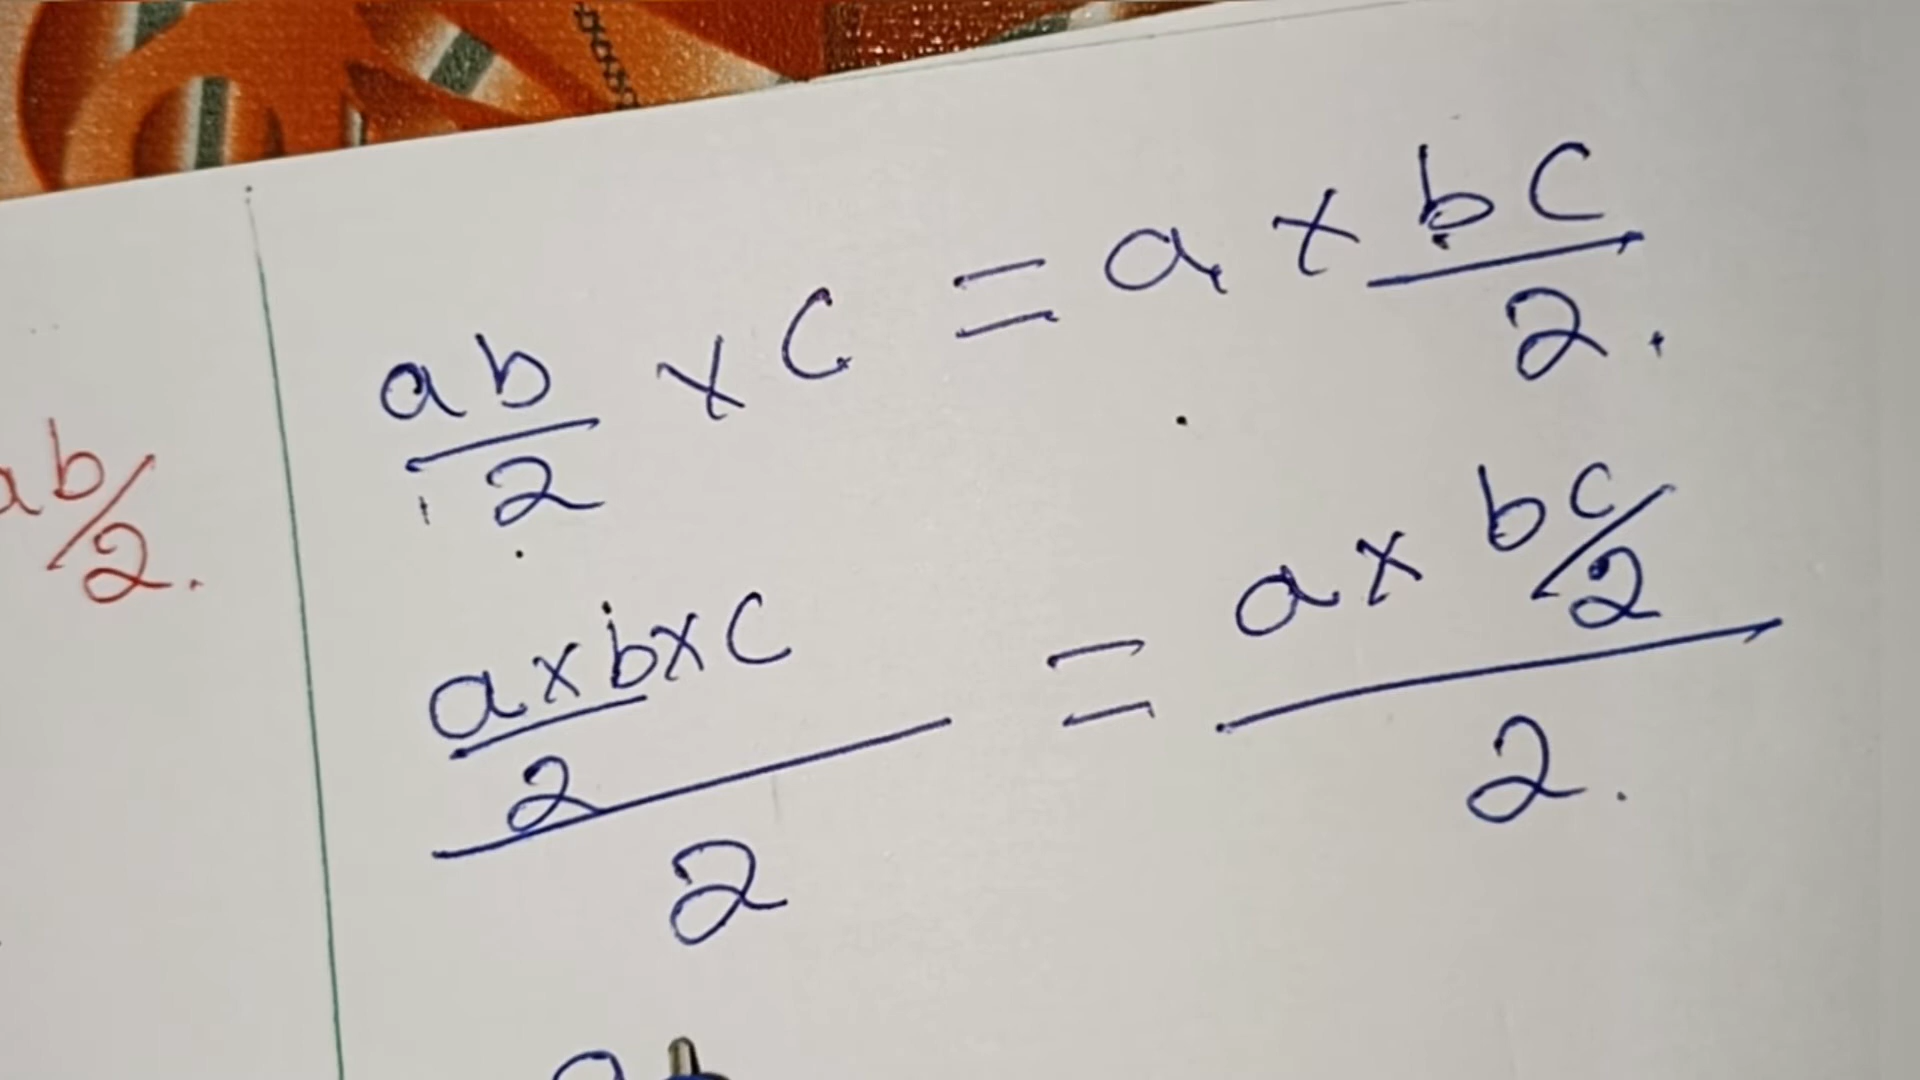 ab/2 × c = a × bc/2.
ab/2.
((a×b)/2 × c)/2 = (a × bc/2)/2.